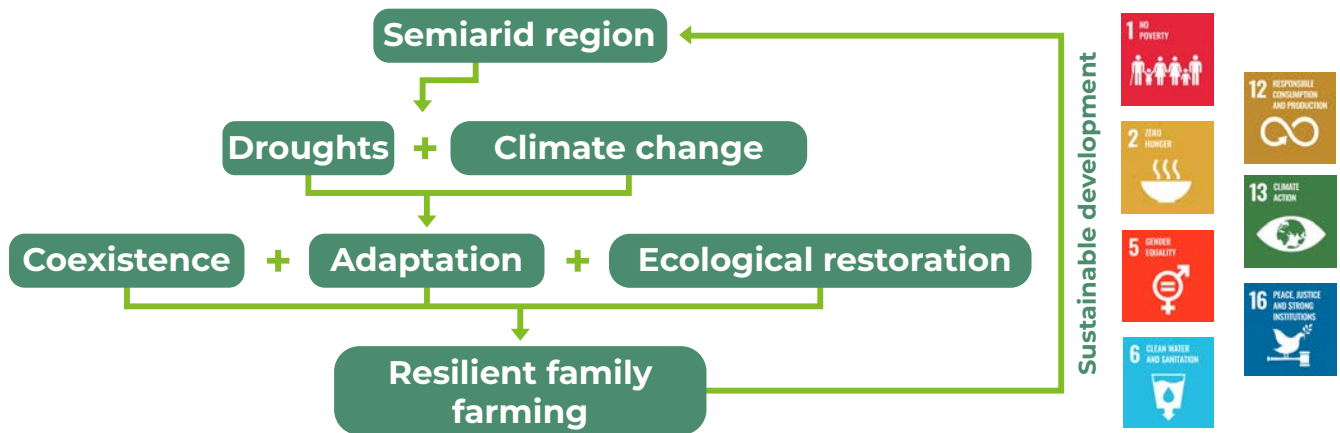 Semiarid region
Droughts + Climate change
Coexistence + Adaptation + Ecological restoration
Resilient family
farming
Sustainable development
1 NO
POVERTY
2 ZERO
HUNGER
5 GENDER
EQUALITY
6 CLEAN WATER
AND SANITATION
12 RESPONSIBLE
CONSUMPTION
AND PRODUCTION
13 CLIMATE
ACTION
16 PEACE, JUSTICE
AND STRONG
INSTITUTIONS